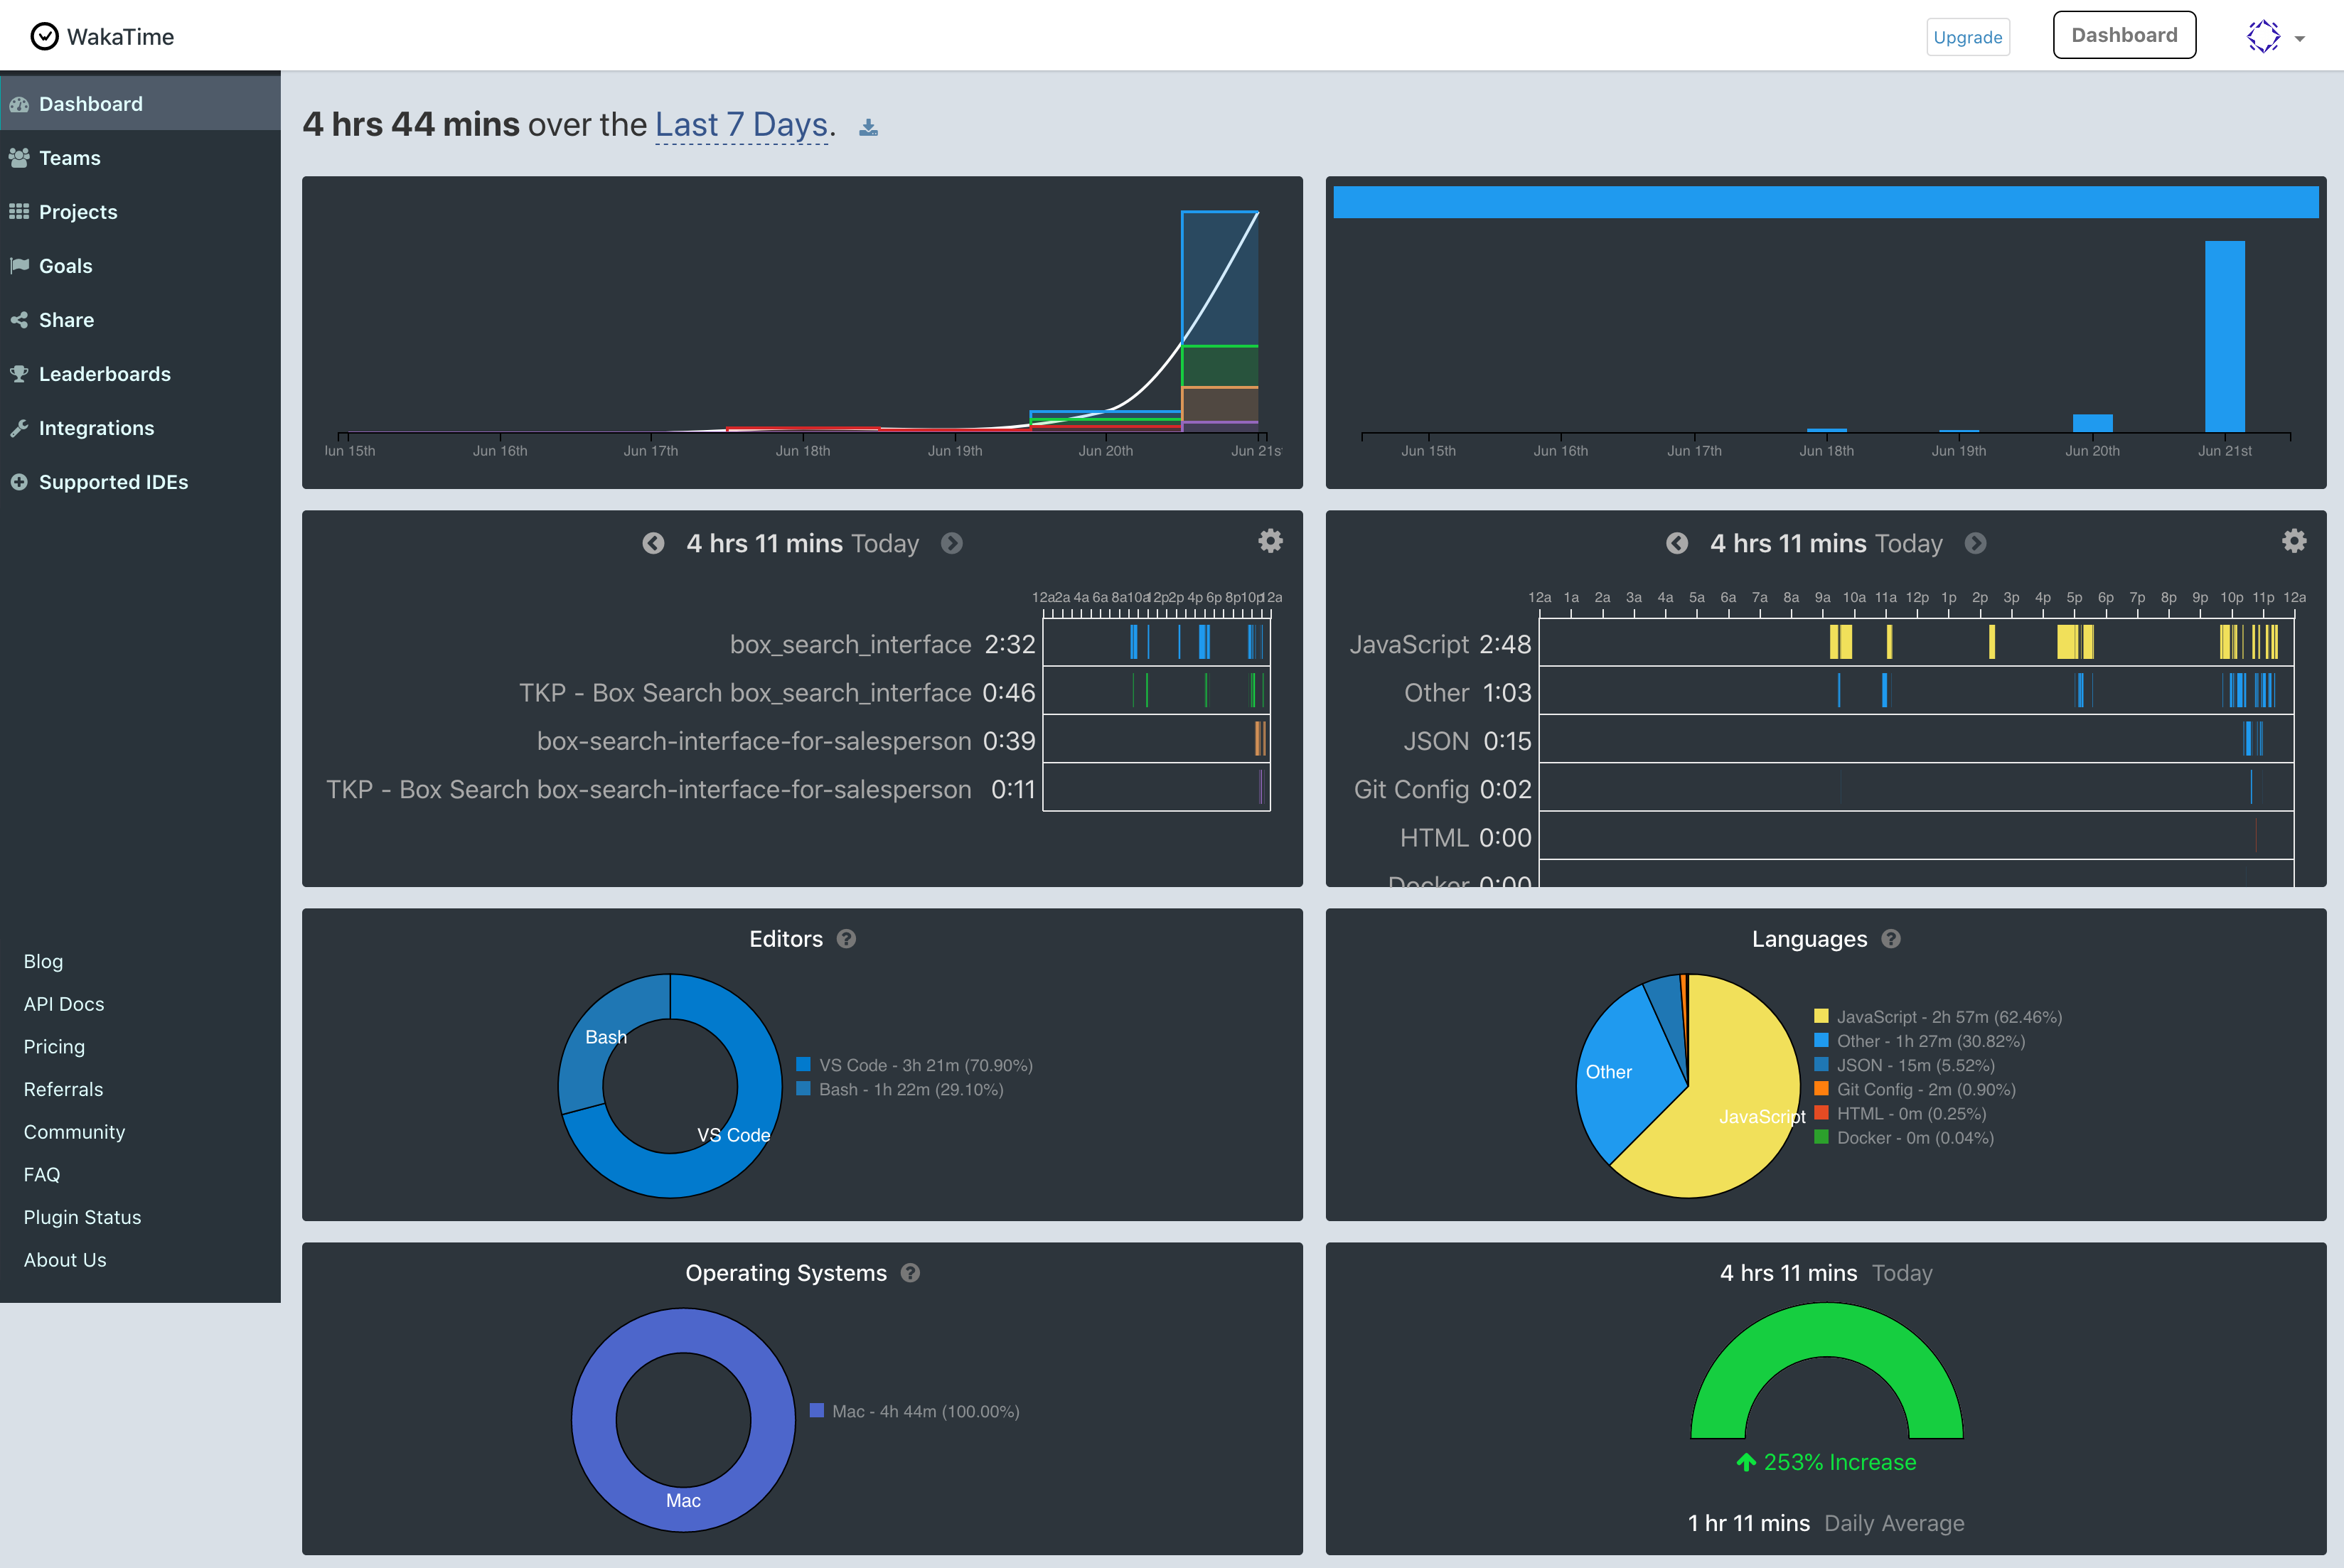 WakaTime
Upgrade
Dashboard
Dashboard
Teams
Projects
Goals
Share
Leaderboards
Integrations
Supported IDEs
Blog
API Docs
Pricing
Referrals
Community
FAQ
Plugin Status
About Us
4 hrs 44 mins over the Last 7 Days.
Jun 15th Jun 16th Jun 17th Jun 18th Jun 19th Jun 20th Jun 21s
Jun 15th Jun 16th Jun 17th Jun 18th Jun 19th Jun 20th Jun 21st
4 hrs 11 mins Today
12a 2a 4a 6a 8a 10a 12p 2p 4p 6p 8p 10p 12a
box_search_interface 2:32
TKP - Box Search box_search_interface 0:46
box-search-interface-for-salesperson 0:39
TKP - Box Search box-search-interface-for-salesperson 0:11
4 hrs 11 mins Today
12a 1a 2a 3a 4a 5a 6a 7a 8a 9a 10a 11a 12p 1p 2p 3p 4p 5p 6p 7p 8p 9p 10p 11p 12a
JavaScript 2:48
Other 1:03
JSON 0:15
Git Config 0:02
HTML 0:00
Docker 0:00
Editors
Bash
VS Code
VS Code - 3h 21m (70.90%)
Bash - 1h 22m (29.10%)
Languages
Other
JavaScript
JavaScript - 2h 57m (62.46%)
Other - 1h 27m (30.82%)
JSON - 15m (5.52%)
Git Config - 2m (0.90%)
HTML - 0m (0.25%)
Docker - 0m (0.04%)
Operating Systems
Mac
Mac - 4h 44m (100.00%)
4 hrs 11 mins Today
253% Increase
1 hr 11 mins Daily Average